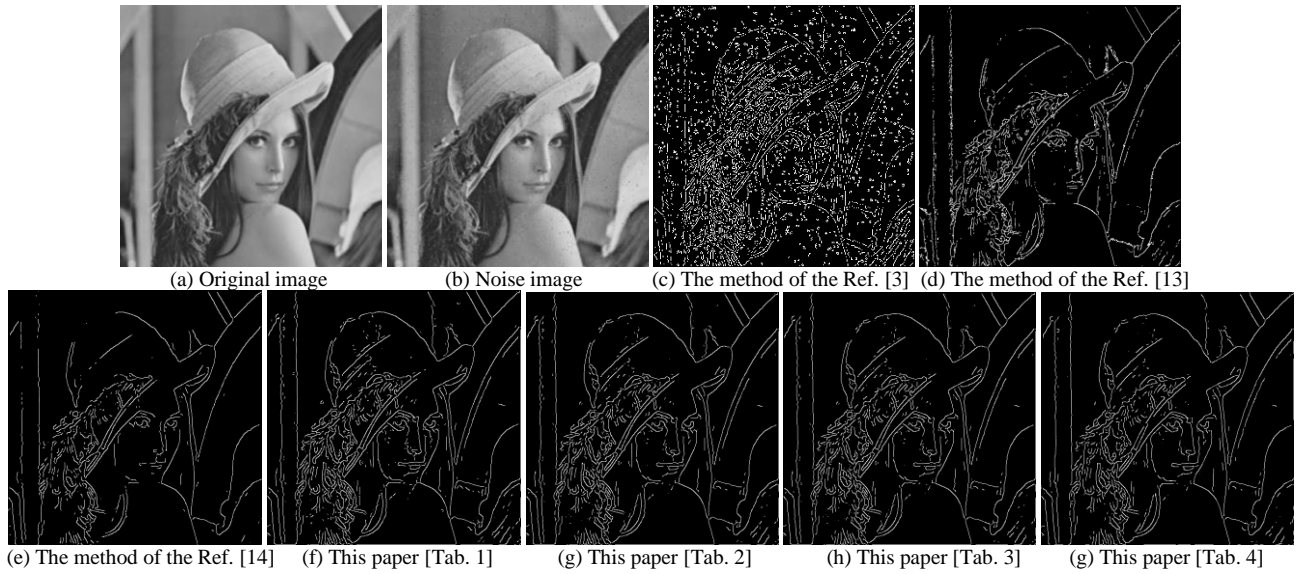 (a) Original image
(b) Noise image
(c) The method of the Ref. [3]
(d) The method of the Ref. [13]
(e) The method of the Ref. [14]
(f) This paper [Tab. 1]
(g) This paper [Tab. 2]
(h) This paper [Tab. 3]
(g) This paper [Tab. 4]